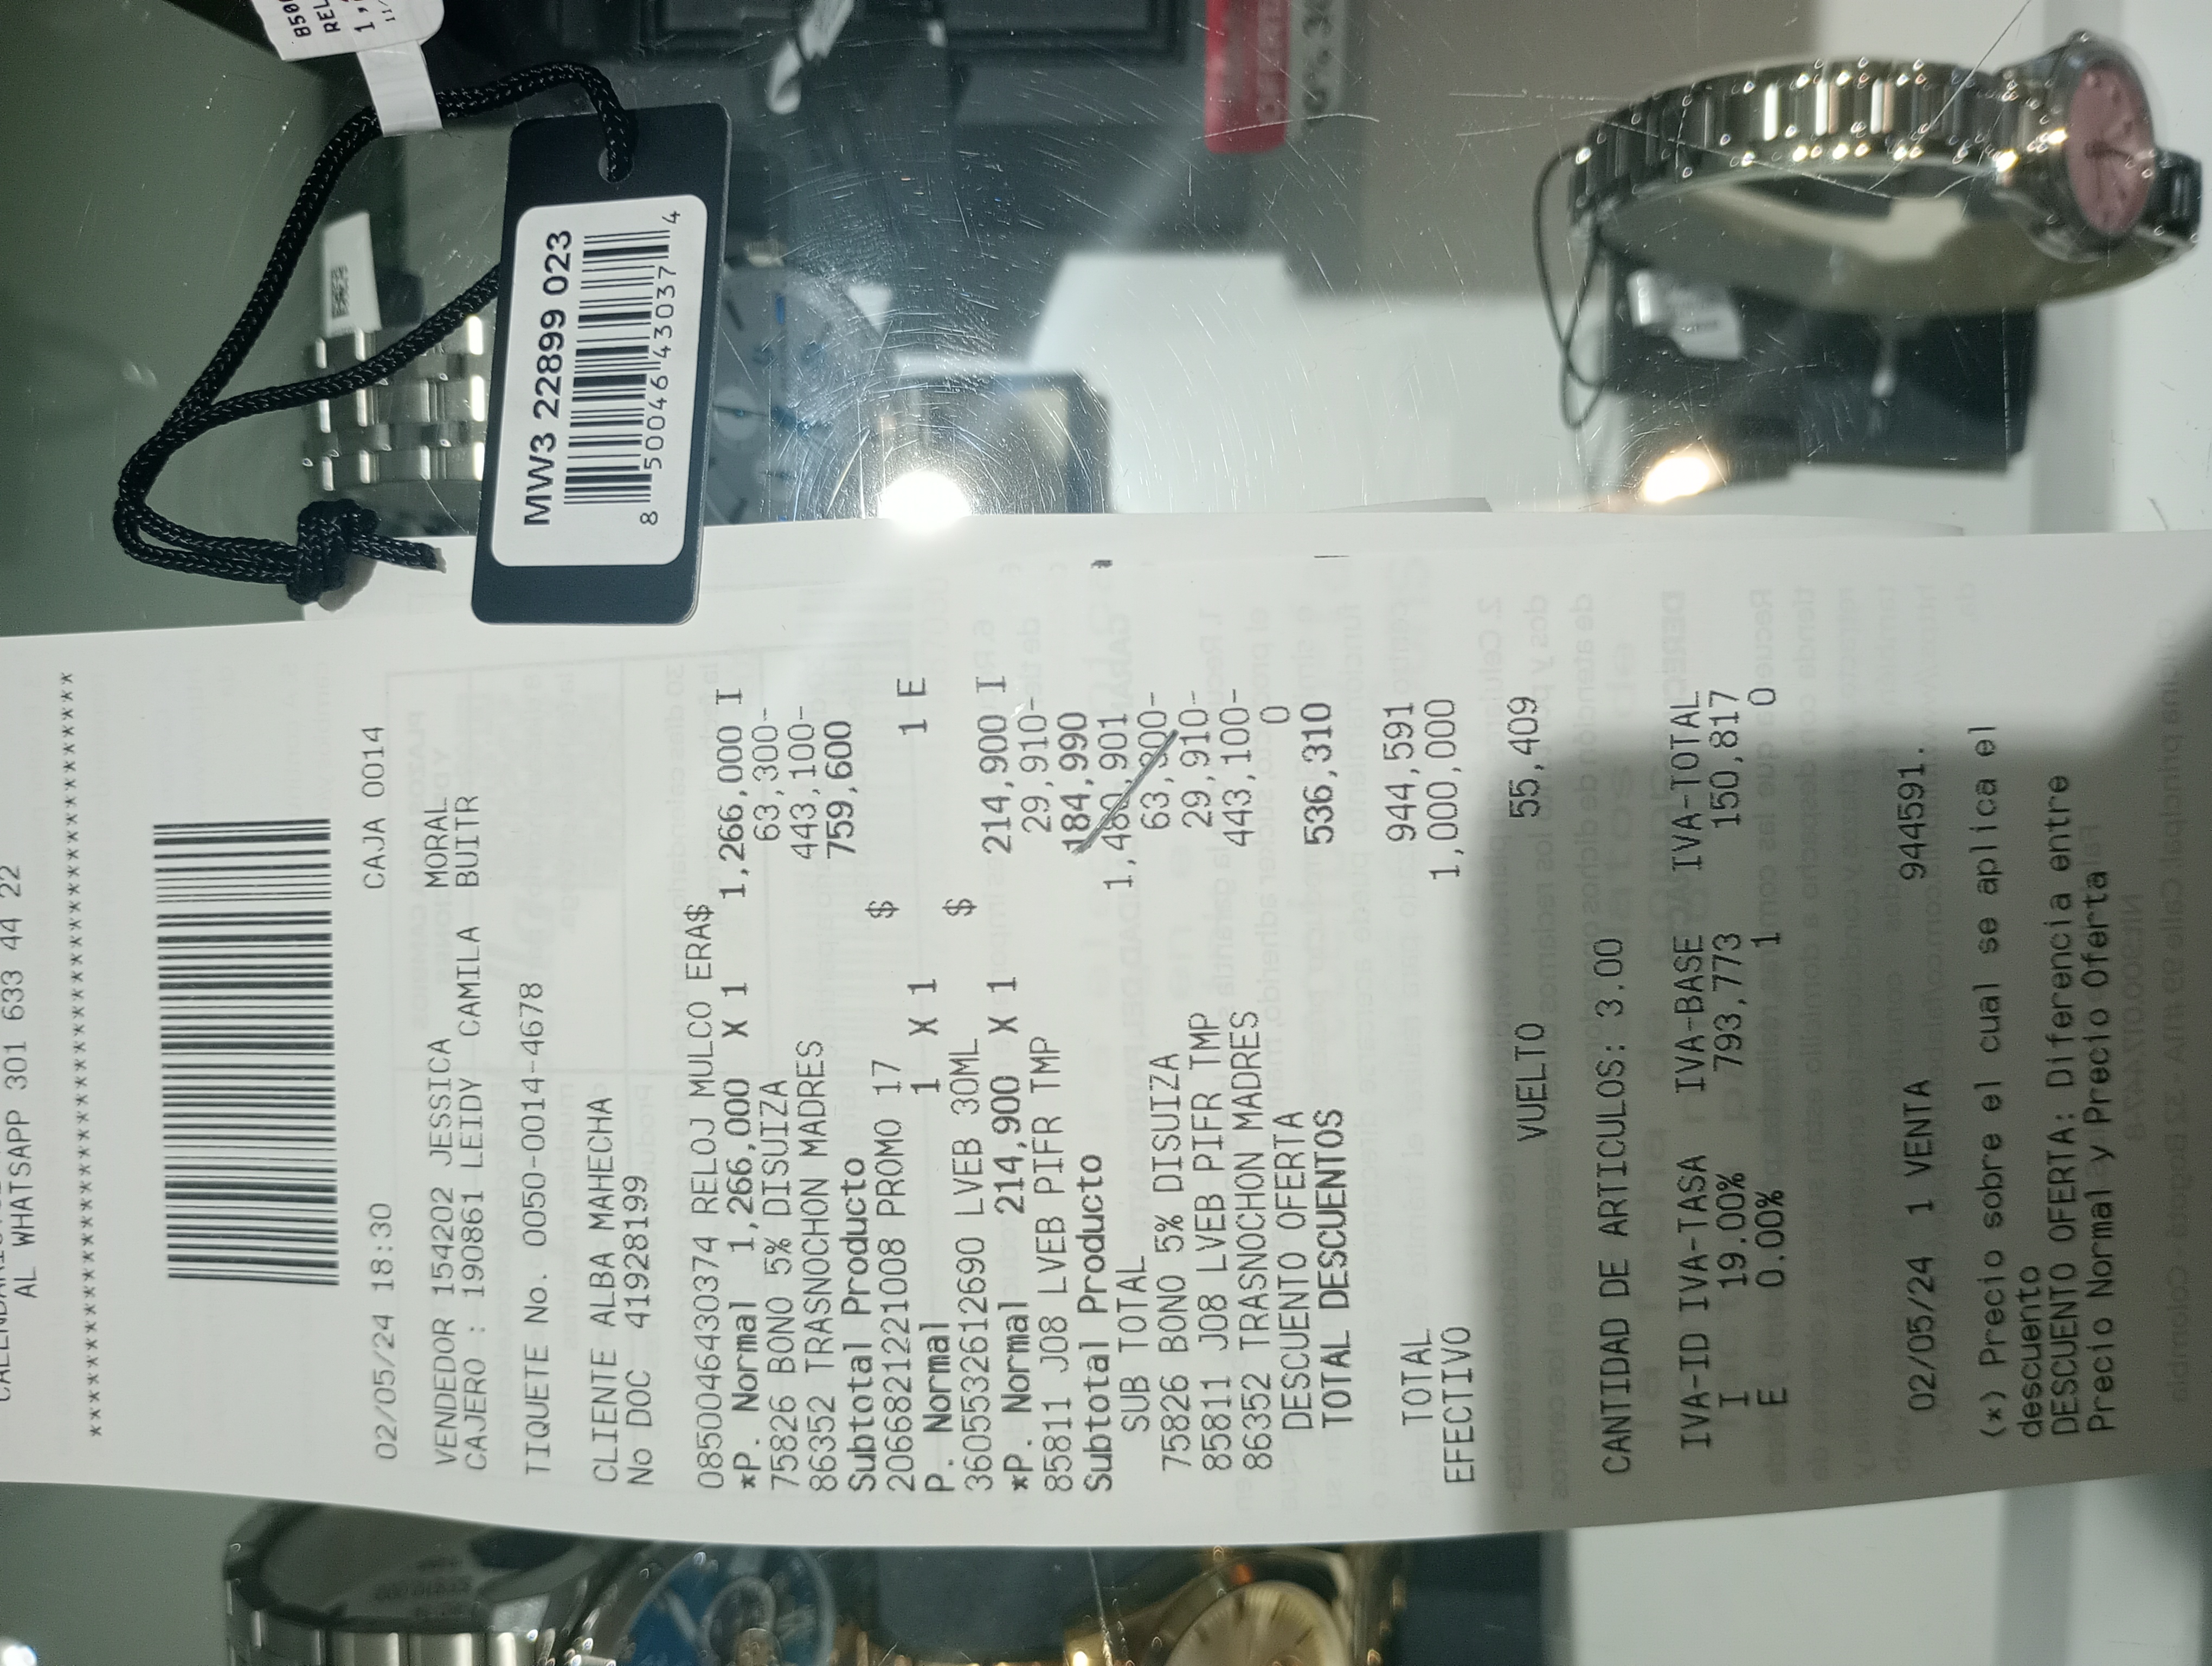 AL WHATSAPP 301 633 44 22
****************************************************
02/05/24 18:30 CAJA 0014
VENDEDOR 154202 JESSICA MORAL
CAJERO : 190861 LEIDY CAMILA BUITR
TIQUETE No. 0050-0014-4678
CLIENTE ALBA MAHECHA
No DOC 41928199
0850046430374 RELOJ MULCO ERA$
*P. Normal 1,266,000 X 1 1,266,000 I
75826 BONO 5% DISUIZA 63,300-
86352 TRASNOCHON MADRES 443,100-
Subtotal Producto 759,600
2066821221008 PROMO 17 $
P. Normal 1 X 1 1 E
3605532612690 LVEB 30ML $
*P. Normal 214,900 X 1 214,900 I
85811 J08 LVEB PIFR TMP 29,910-
Subtotal Producto 184,990
SUB TOTAL 1,480,901
75826 BONO 5% DISUIZA 63,300-
85811 J08 LVEB PIFR TMP 29,910-
86352 TRASNOCHON MADRES 443,100-
DESCUENTO OFERTA 0
TOTAL DESCUENTOS 536,310
TOTAL 944,591
EFECTIVO 1,000,000
VUELTO 55,409
CANTIDAD DE ARTICULOS: 3.00
IVA-ID IVA-TASA IVA-BASE IVA-TOTAL
I 19.00% 793,773 150,817
E 0.00% 1 0
02/05/24 1 VENTA 944591.
(*) Precio sobre el cual se aplica el
descuento
DESCUENTO OFERTA: Diferencia entre
Precio Normal y Precio Oferta
MW3 22899 023
8 50046 43037 4